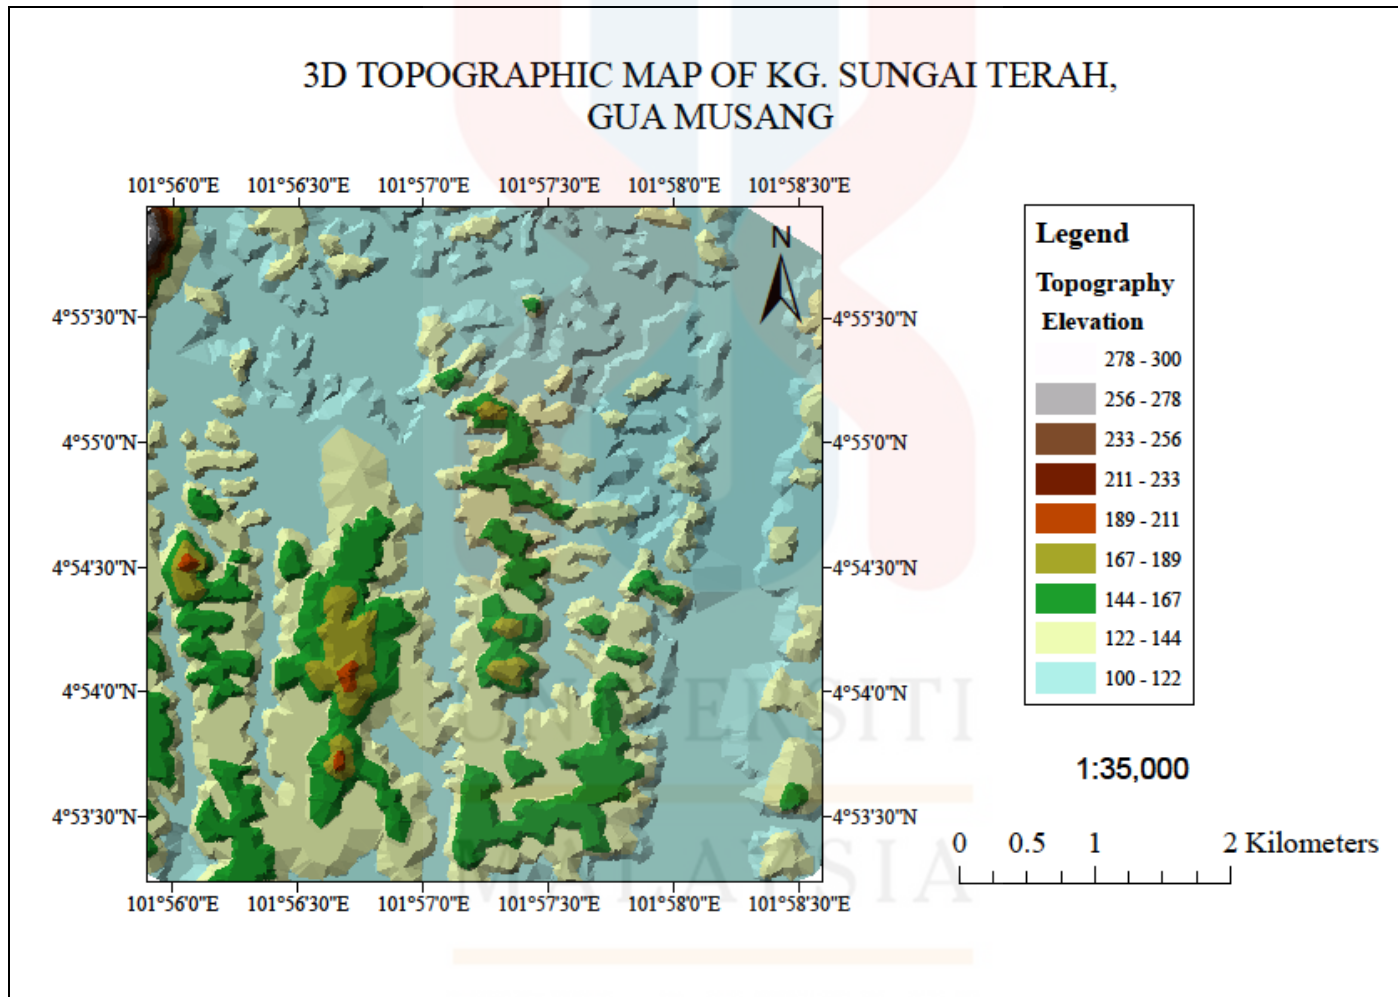 3D TOPOGRAPHIC MAP OF KG. SUNGAI TERAH,
GUA MUSANG
101°56'0"E 101°56'30"E 101°57'0"E 101°57'30"E 101°58'0"E 101°58'30"E
N
4°55'30"N 4°55'30"N
4°55'0"N 4°55'0"N
4°54'30"N 4°54'30"N
4°54'0"N 4°54'0"N
4°53'30"N 4°53'30"N
101°56'0"E 101°56'30"E 101°57'0"E 101°57'30"E 101°58'0"E 101°58'30"E
Legend
Topography
Elevation
278 - 300
256 - 278
233 - 256
211 - 233
189 - 211
167 - 189
144 - 167
122 - 144
100 - 122
1:35,000
0 0.5 1 2 Kilometers
UNIVERSITI
MALAYSIA